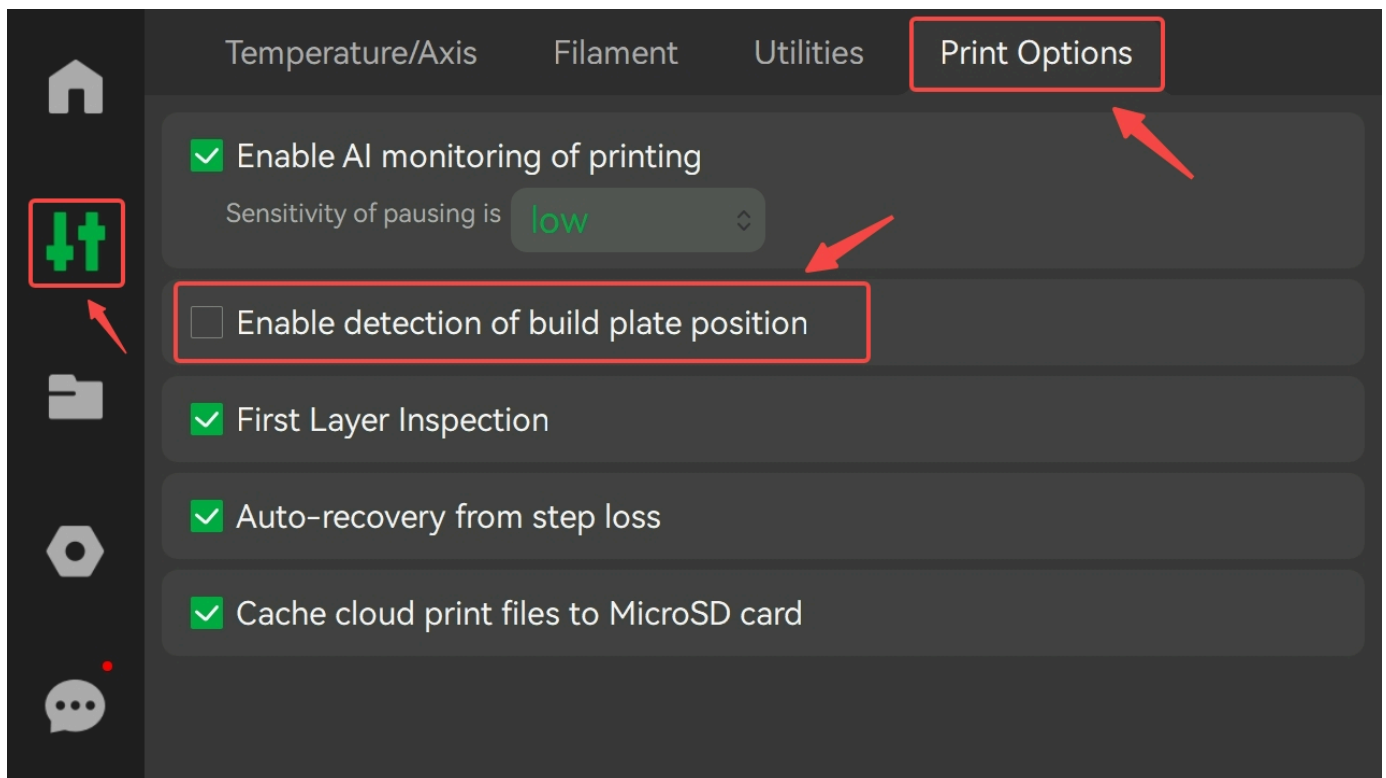 Temperature/Axis Filament Utilities Print Options
Enable AI monitoring of printing
Sensitivity of pausing is low
Enable detection of build plate position
First Layer Inspection
Auto-recovery from step loss
Cache cloud print files to MicroSD card